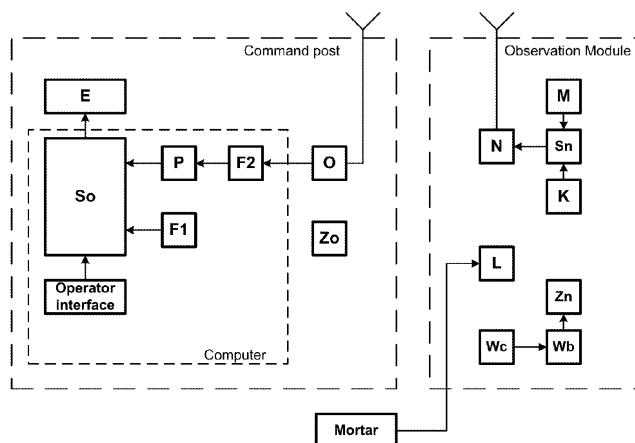 Command post
Observation Module
E
M
So
P
F2
O
N
Sn
K
F1
Zo
L
Operator
interface
Zn
Computer
Wc
Wb
Mortar